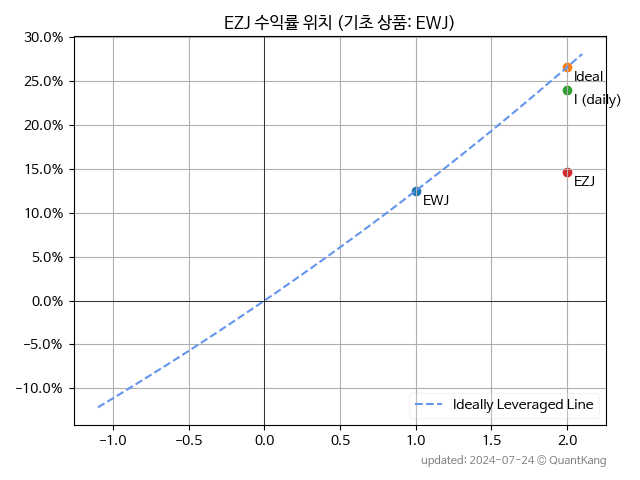 EZJ 수익률 위치 (기초 상품: EWJ)
30.0%
25.0%
20.0%
15.0%
10.0%
5.0%
0.0%
−5.0%
−10.0%
Ideal
I (daily)
EZJ
EWJ
Ideally Leveraged Line
−1.0 −0.5 0.0 0.5 1.0 1.5 2.0
updated: 2024-07-24 © QuantKang